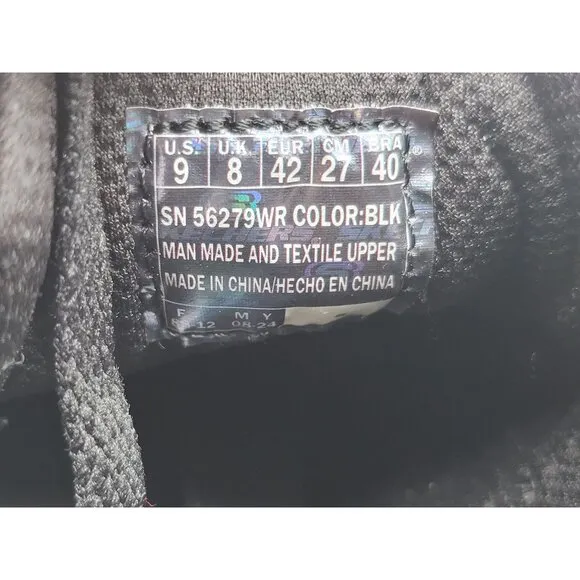 U.S. U.K. EUR CM BRA
9 8 42 27 40
SN 56279WR COLOR:BLK
MAN MADE AND TEXTILE UPPER
MADE IN CHINA/HECHO EN CHINA
F M Y
08-24